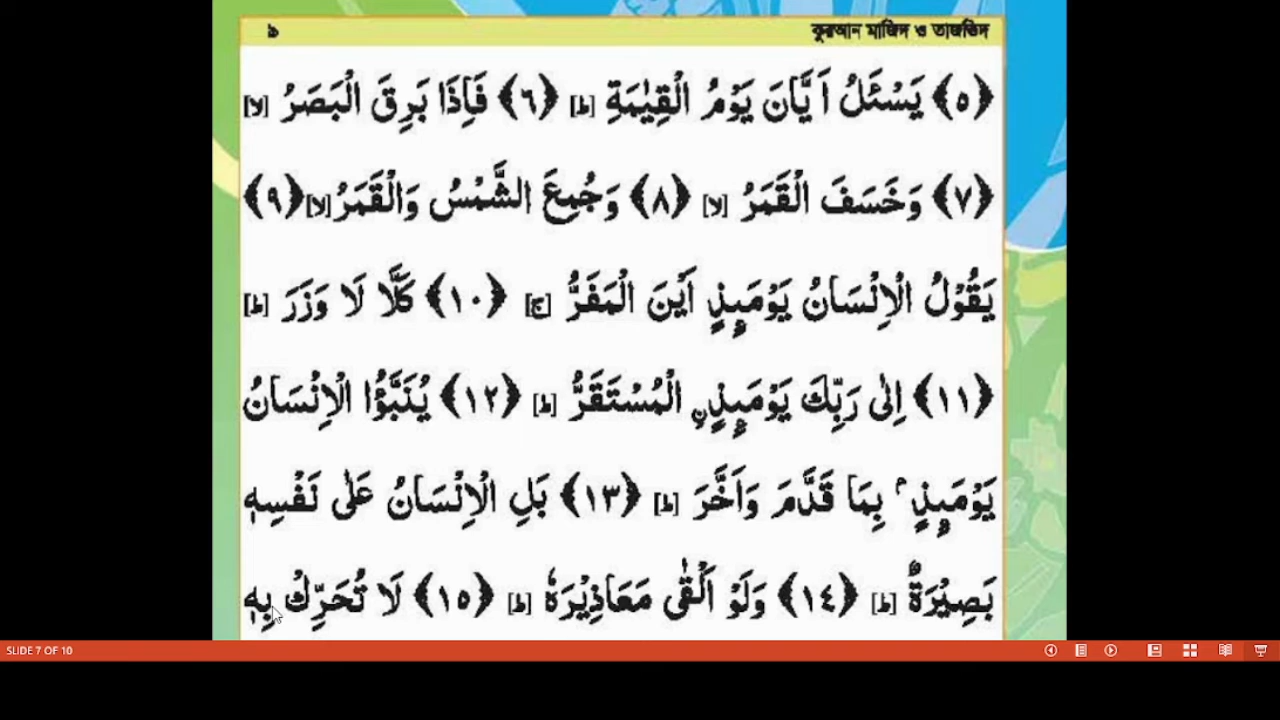 কুরআন মাজিদ ও তাজভিদ ৯
﴿٥﴾ يَسْـَٔلُ اَيَّانَ يَوْمُ الْقِيٰمَةِ [ط] ﴿٦﴾ فَاِذَا بَرِقَ الْبَصَرُ [لا]
﴿٧﴾ وَخَسَفَ الْقَمَرُ [لا] ﴿٨﴾ وَجُمِعَ الشَّمْسُ وَالْقَمَرُ [لا] ﴿٩﴾
يَقُوْلُ الْاِنْسَانُ يَوْمَىِٕذٍ اَيْنَ الْمَفَرُّ [ج] ﴿١٠﴾ كَلَّا لَا وَزَرَ [ط]
﴿١١﴾ اِلٰى رَبِّكَ يَوْمَىِٕذِ ۨالْمُسْتَقَرُّ [ط] ﴿١٢﴾ يُنَبَّؤُا الْاِنْسَانُ
يَوْمَىِٕذٍ ۢ بِمَا قَدَّمَ وَاَخَّرَ [ط] ﴿١٣﴾ بَلِ الْاِنْسَانُ عَلٰى نَفْسِهٖ
بَصِيْرَةٌ [ط] ﴿١٤﴾ وَلَوْ اَلْقٰى مَعَاذِيْرَهٗ [ط] ﴿١٥﴾ لَا تُحَرِّكْ بِهٖ
SLIDE 7 OF 10